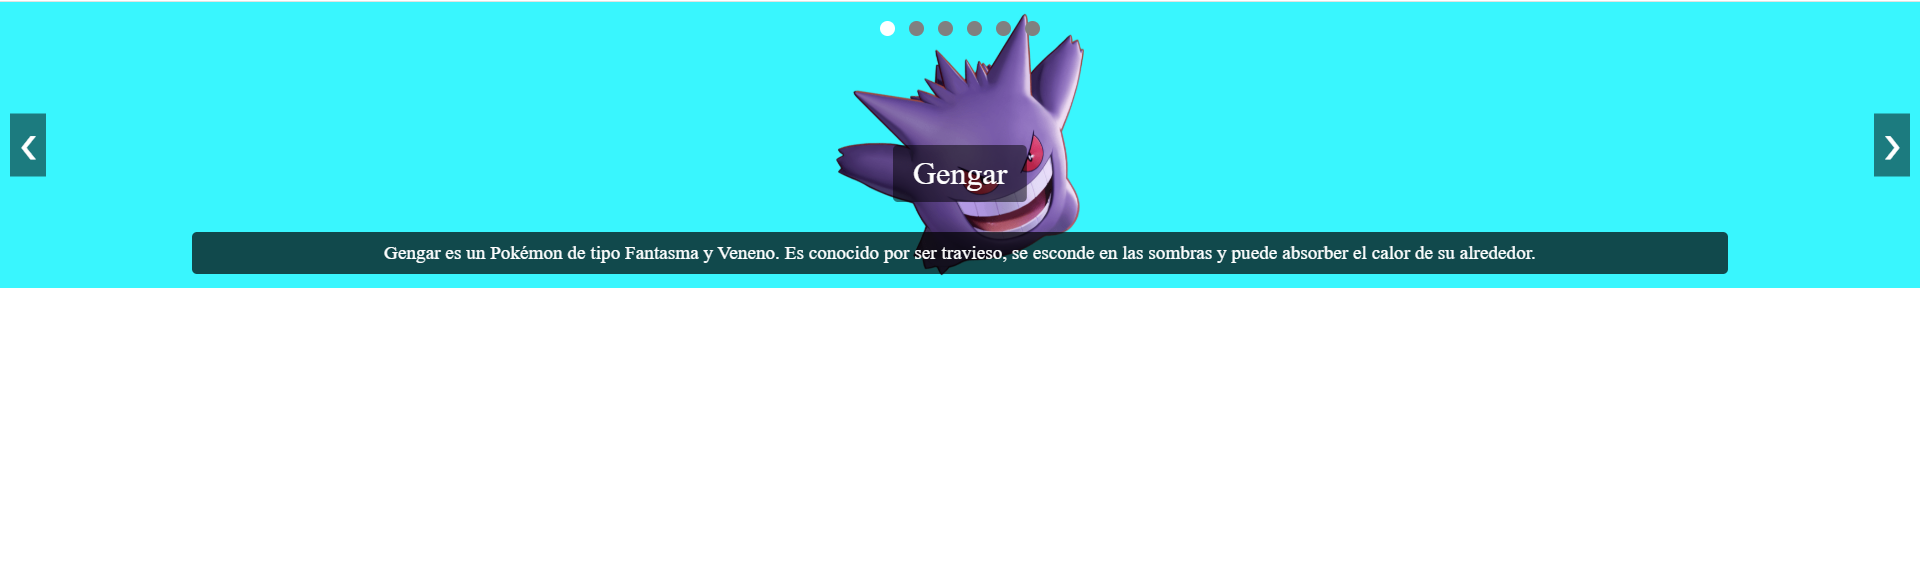 ❮
❯
Gengar
Gengar es un Pokémon de tipo Fantasma y Veneno. Es conocido por ser travieso, se esconde en las sombras y puede absorber el calor de su alrededor.